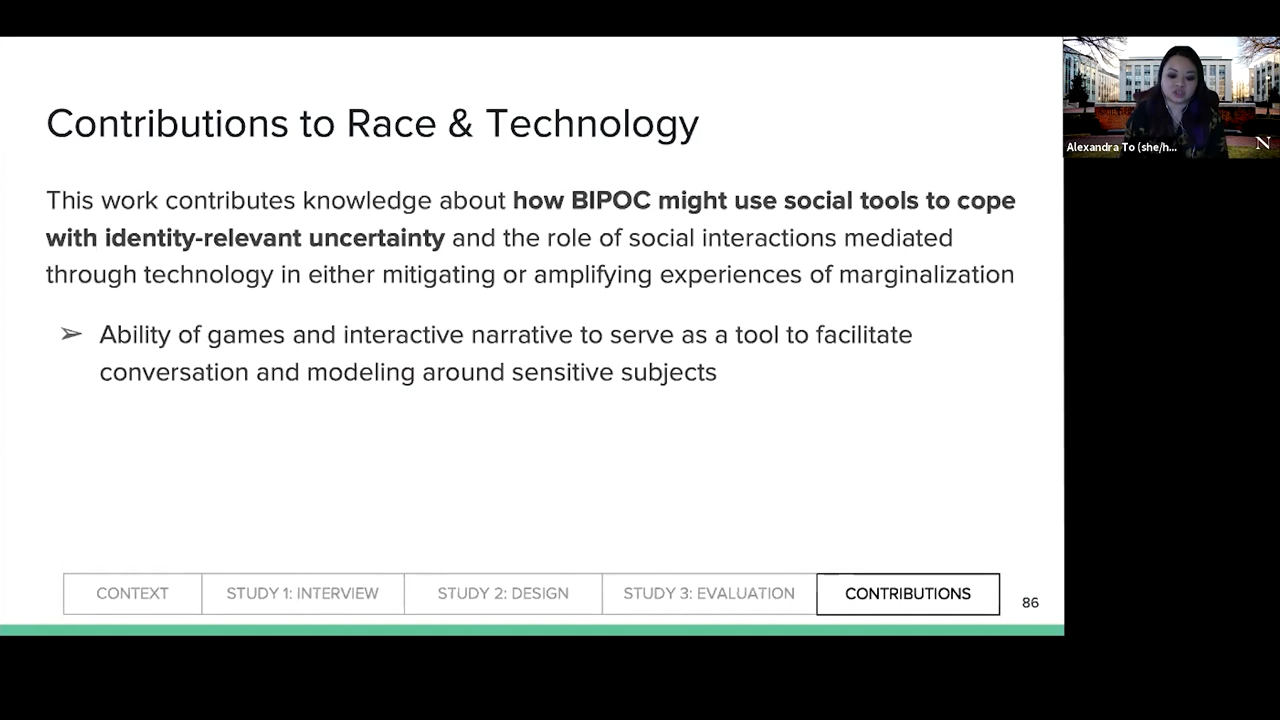 Contributions to Race & Technology
This work contributes knowledge about how BIPOC might use social tools to cope
with identity-relevant uncertainty and the role of social interactions mediated
through technology in either mitigating or amplifying experiences of marginalization
➢ Ability of games and interactive narrative to serve as a tool to facilitate
conversation and modeling around sensitive subjects
CONTEXT
STUDY 1: INTERVIEW
STUDY 2: DESIGN
STUDY 3: EVALUATION
CONTRIBUTIONS
86
Alexandra To (she/h...
N